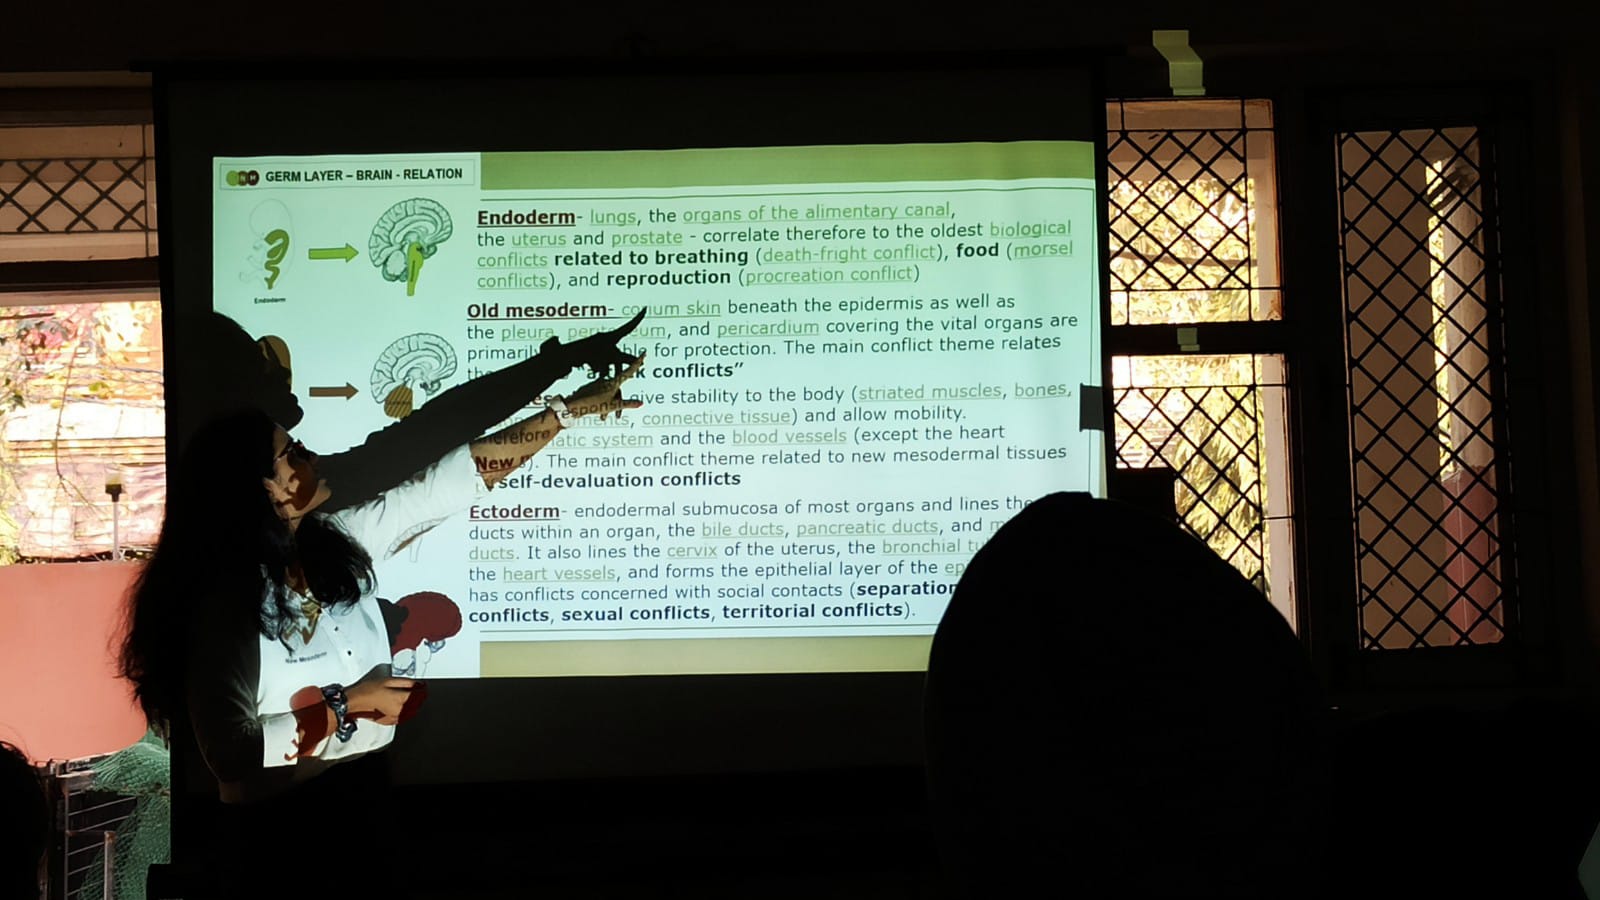 GERM LAYER – BRAIN - RELATION
Endoderm
Endoderm- lungs, the organs of the alimentary canal,
the uterus and prostate - correlate therefore to the oldest biological
conflicts related to breathing (death-fright conflict), food (morsel
conflicts), and reproduction (procreation conflict)
Old mesoderm- skin beneath the epidermis as well as
the pleura, and pericardium covering the vital organs are
for protection. The main conflict theme relates
conflicts”
give stability to the body (striated muscles, bones,
connective tissue) and allow mobility.
system and the blood vessels (except the heart
New The main conflict theme related to new mesodermal tissues
self-devaluation conflicts
Ectoderm- endodermal submucosa of most organs and lines the
ducts within an organ, the bile ducts, pancreatic ducts, and
ducts. It also lines the cervix of the uterus, the bronchial
the heart vessels, and forms the epithelial layer of the
has conflicts concerned with social contacts (separation
conflicts, sexual conflicts, territorial conflicts).
New Mesoderm